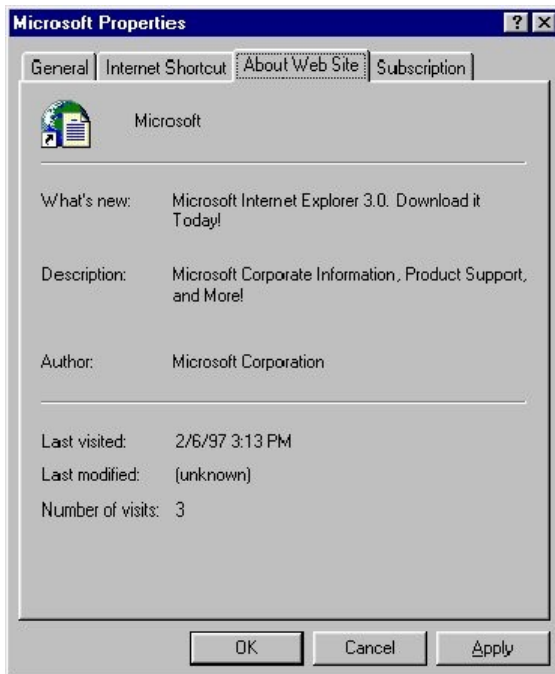 Microsoft Properties
General Internet Shortcut About Web Site Subscription
Microsoft
What's new: Microsoft Internet Explorer 3.0. Download it
Today!
Description: Microsoft Corporate Information, Product Support,
and More!
Author: Microsoft Corporation
Last visited: 2/6/97 3:13 PM
Last modified: (unknown)
Number of visits: 3
OK Cancel Apply